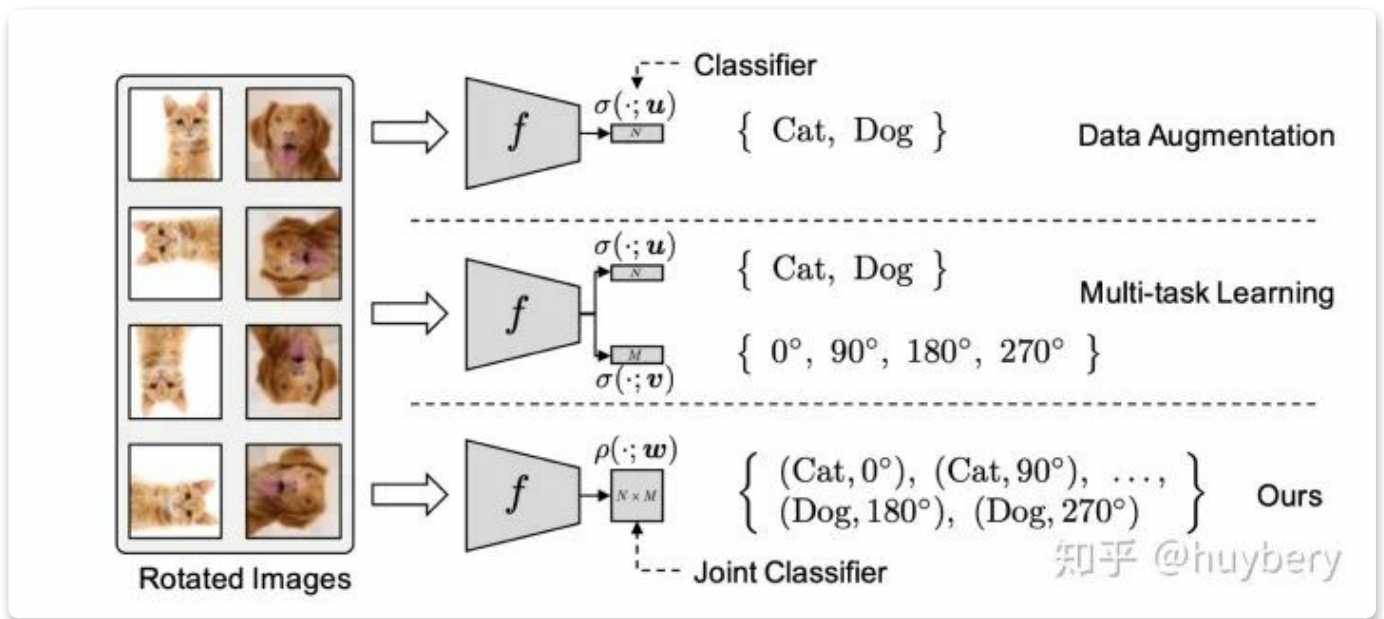 Classifier
σ(·; u)
N
f
{ Cat, Dog }
Data Augmentation
σ(·; u)
N
{ Cat, Dog }
f
Multi-task Learning
M
{ 0°, 90°, 180°, 270° }
σ(·; v)
ρ(·; w)
f
N × M
{ (Cat, 0°), (Cat, 90°), ...,
(Dog, 180°), (Dog, 270°) }
Ours
Joint Classifier
Rotated Images
知乎 @huybery